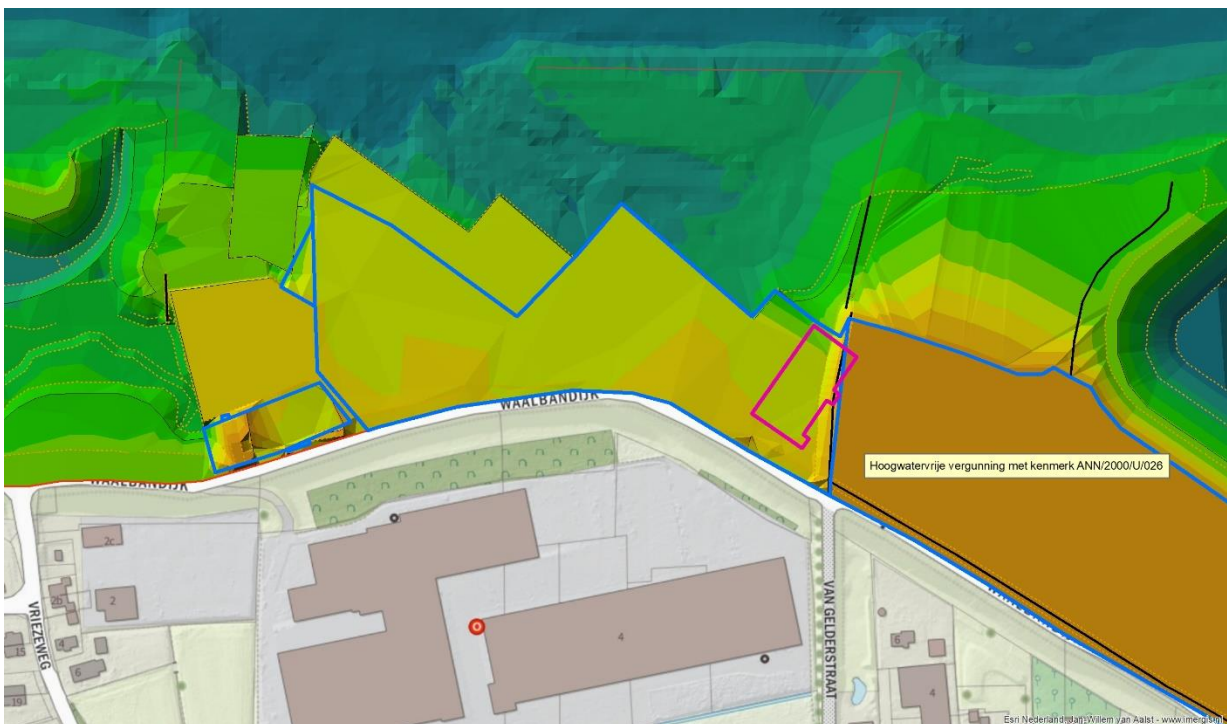 WAALBANDIJK
Hoogwatervrije vergunning met kenmerk ANN/2000/U/026
WAALBANDIJK
2c
2
2b
4
15
6
19
VRIEZEWEG
4
VAN GELDERSTRAAT
6
4
Esri Nederland, Jan-Willem van Aalst - www.imergis.nl